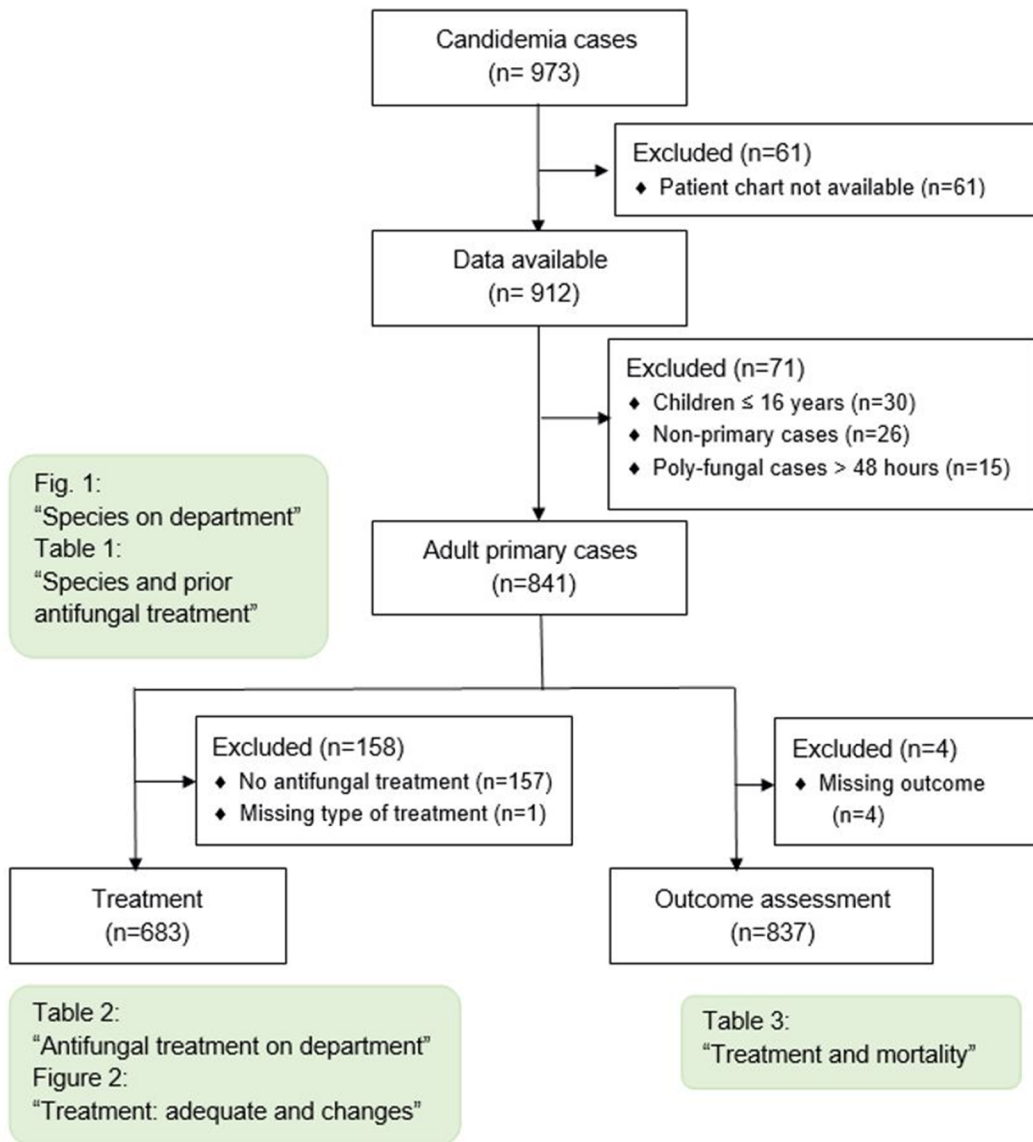 Candidemia cases
(n= 973)
Excluded (n=61)
♦ Patient chart not available (n=61)
Data available
(n= 912)
Excluded (n=71)
♦ Children ≤ 16 years (n=30)
♦ Non-primary cases (n=26)
♦ Poly-fungal cases > 48 hours (n=15)
Fig. 1:
“Species on department”
Table 1:
“Species and prior
antifungal treatment”
Adult primary cases
(n=841)
Excluded (n=158)
♦ No antifungal treatment (n=157)
♦ Missing type of treatment (n=1)
Excluded (n=4)
♦ Missing outcome
(n=4)
Treatment
(n=683)
Outcome assessment
(n=837)
Table 2:
“Antifungal treatment on department”
Figure 2:
“Treatment: adequate and changes”
Table 3:
“Treatment and mortality”